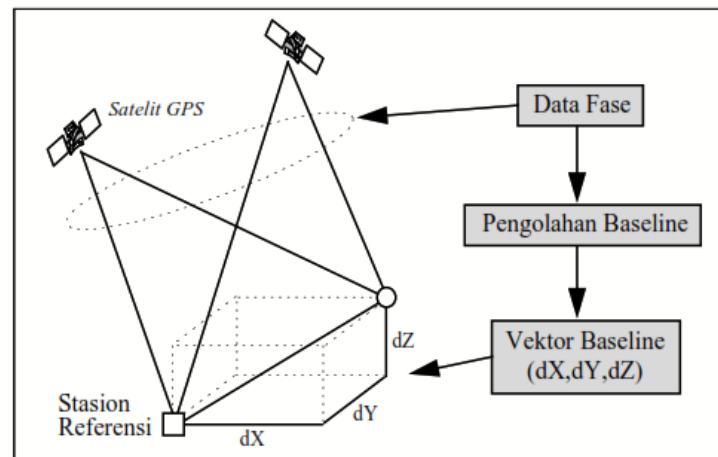 Satelit GPS
Data Fase
Pengolahan Baseline
Vektor Baseline
(dX,dY,dZ)
dZ
dY
dX
Stasion
Referensi